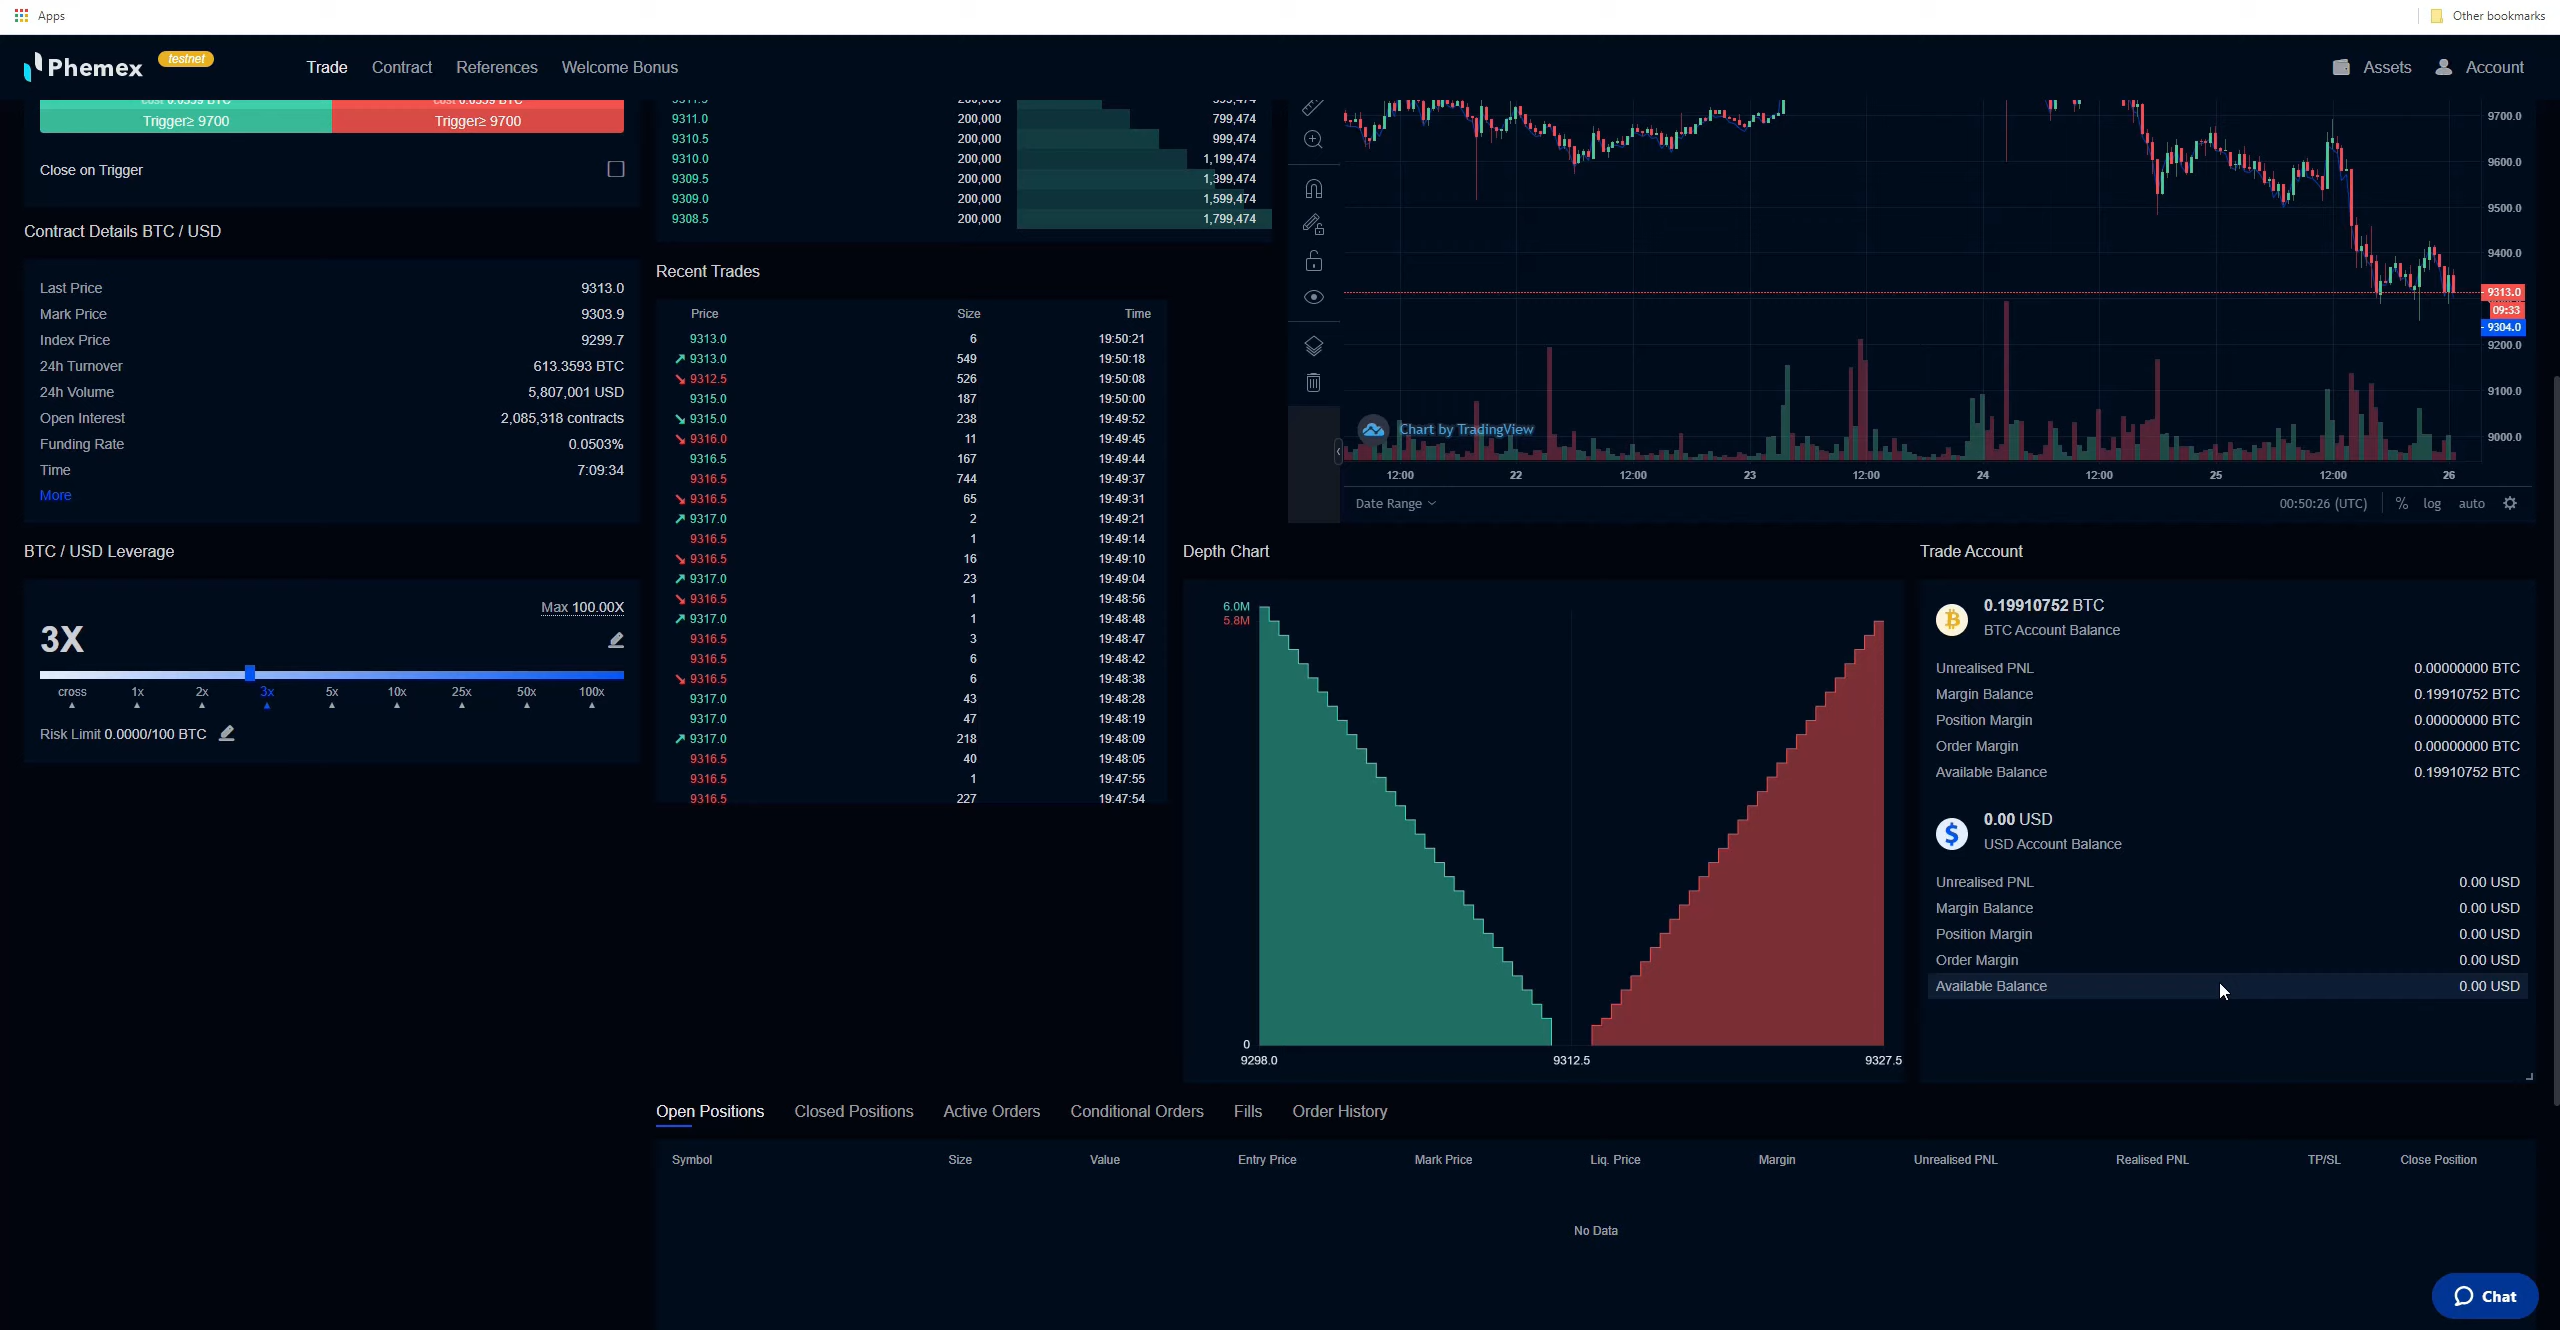 Apps
Other bookmarks
Phemex
testnet
Trade
Contract
References
Welcome Bonus
Assets
Account
Trigger≥ 9700
Trigger≥ 9700
Close on Trigger
9311.0 200,000 799,474
9310.5 200,000 999,474
9310.0 200,000 1,199,474
9309.5 200,000 1,399,474
9309.0 200,000 1,599,474
9308.5 200,000 1,799,474
Contract Details BTC / USD
Last Price 9313.0
Mark Price 9303.9
Index Price 9299.7
24h Turnover 613.3593 BTC
24h Volume 5,807,001 USD
Open Interest 2,085,318 contracts
Funding Rate 0.0503%
Time 7:09:34
More
BTC / USD Leverage
Max 100.00X
3X
cross 1x 2x 3x 5x 10x 25x 50x 100x
Risk Limit 0.0000/100 BTC
Recent Trades
Price Size Time
9313.0 6 19:50:21
9313.0 549 19:50:18
9312.5 526 19:50:08
9315.0 187 19:50:00
9315.0 238 19:49:52
9316.0 11 19:49:45
9316.5 167 19:49:44
9316.5 744 19:49:37
9316.5 65 19:49:31
9317.0 2 19:49:21
9316.5 1 19:49:14
9316.5 16 19:49:10
9317.0 23 19:49:04
9316.5 1 19:48:56
9317.0 1 19:48:48
9316.5 3 19:48:47
9316.5 6 19:48:42
9316.5 6 19:48:38
9317.0 43 19:48:28
9317.0 47 19:48:19
9317.0 218 19:48:09
9316.5 40 19:48:05
9316.5 1 19:47:55
9316.5 227 19:47:54
9700.0
9600.0
9500.0
9400.0
9313.0
09:33
9304.0
9200.0
9100.0
9000.0
Chart by TradingView
12:00 22 12:00 23 12:00 24 12:00 25 12:00 26
Date Range
00:50:26 (UTC) % log auto
Depth Chart
6.0M
5.8M
0
9298.0 9312.5 9327.5
Trade Account
0.19910752 BTC
BTC Account Balance
Unrealised PNL 0.00000000 BTC
Margin Balance 0.19910752 BTC
Position Margin 0.00000000 BTC
Order Margin 0.00000000 BTC
Available Balance 0.19910752 BTC
0.00 USD
USD Account Balance
Unrealised PNL 0.00 USD
Margin Balance 0.00 USD
Position Margin 0.00 USD
Order Margin 0.00 USD
Available Balance 0.00 USD
Open Positions Closed Positions Active Orders Conditional Orders Fills Order History
Symbol Size Value Entry Price Mark Price Liq. Price Margin Unrealised PNL Realised PNL TP/SL Close Position
No Data
Chat